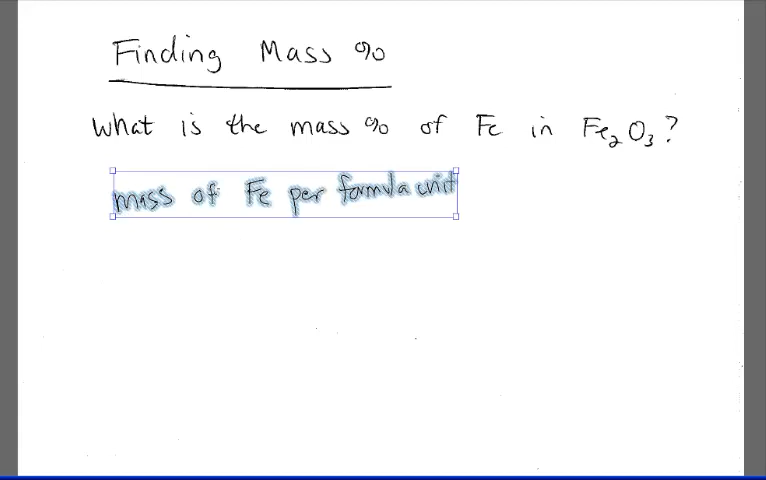 Finding Mass %
What is the mass % of Fe in Fe₂O₃?
mass of Fe per formula unit